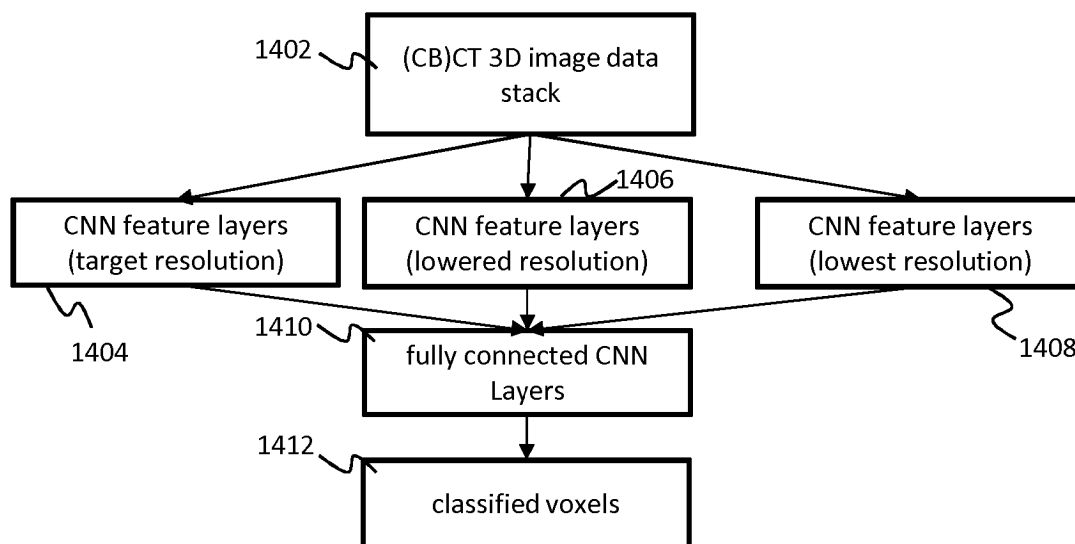 1402
(CB)CT 3D image data
stack
1406
CNN feature layers
(target resolution)
CNN feature layers
(lowered resolution)
CNN feature layers
(lowest resolution)
1404
1410
1408
fully connected CNN
Layers
1412
classified voxels